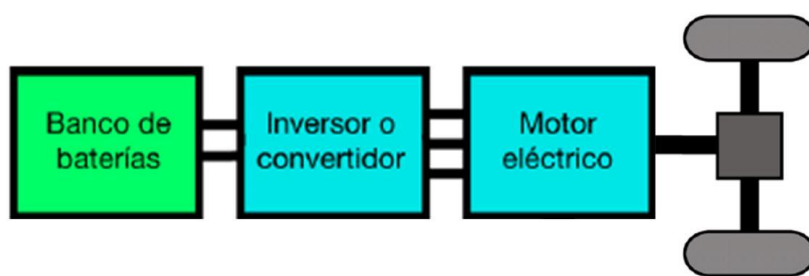 Banco de
baterías
Inversor o
convertidor
Motor
eléctrico